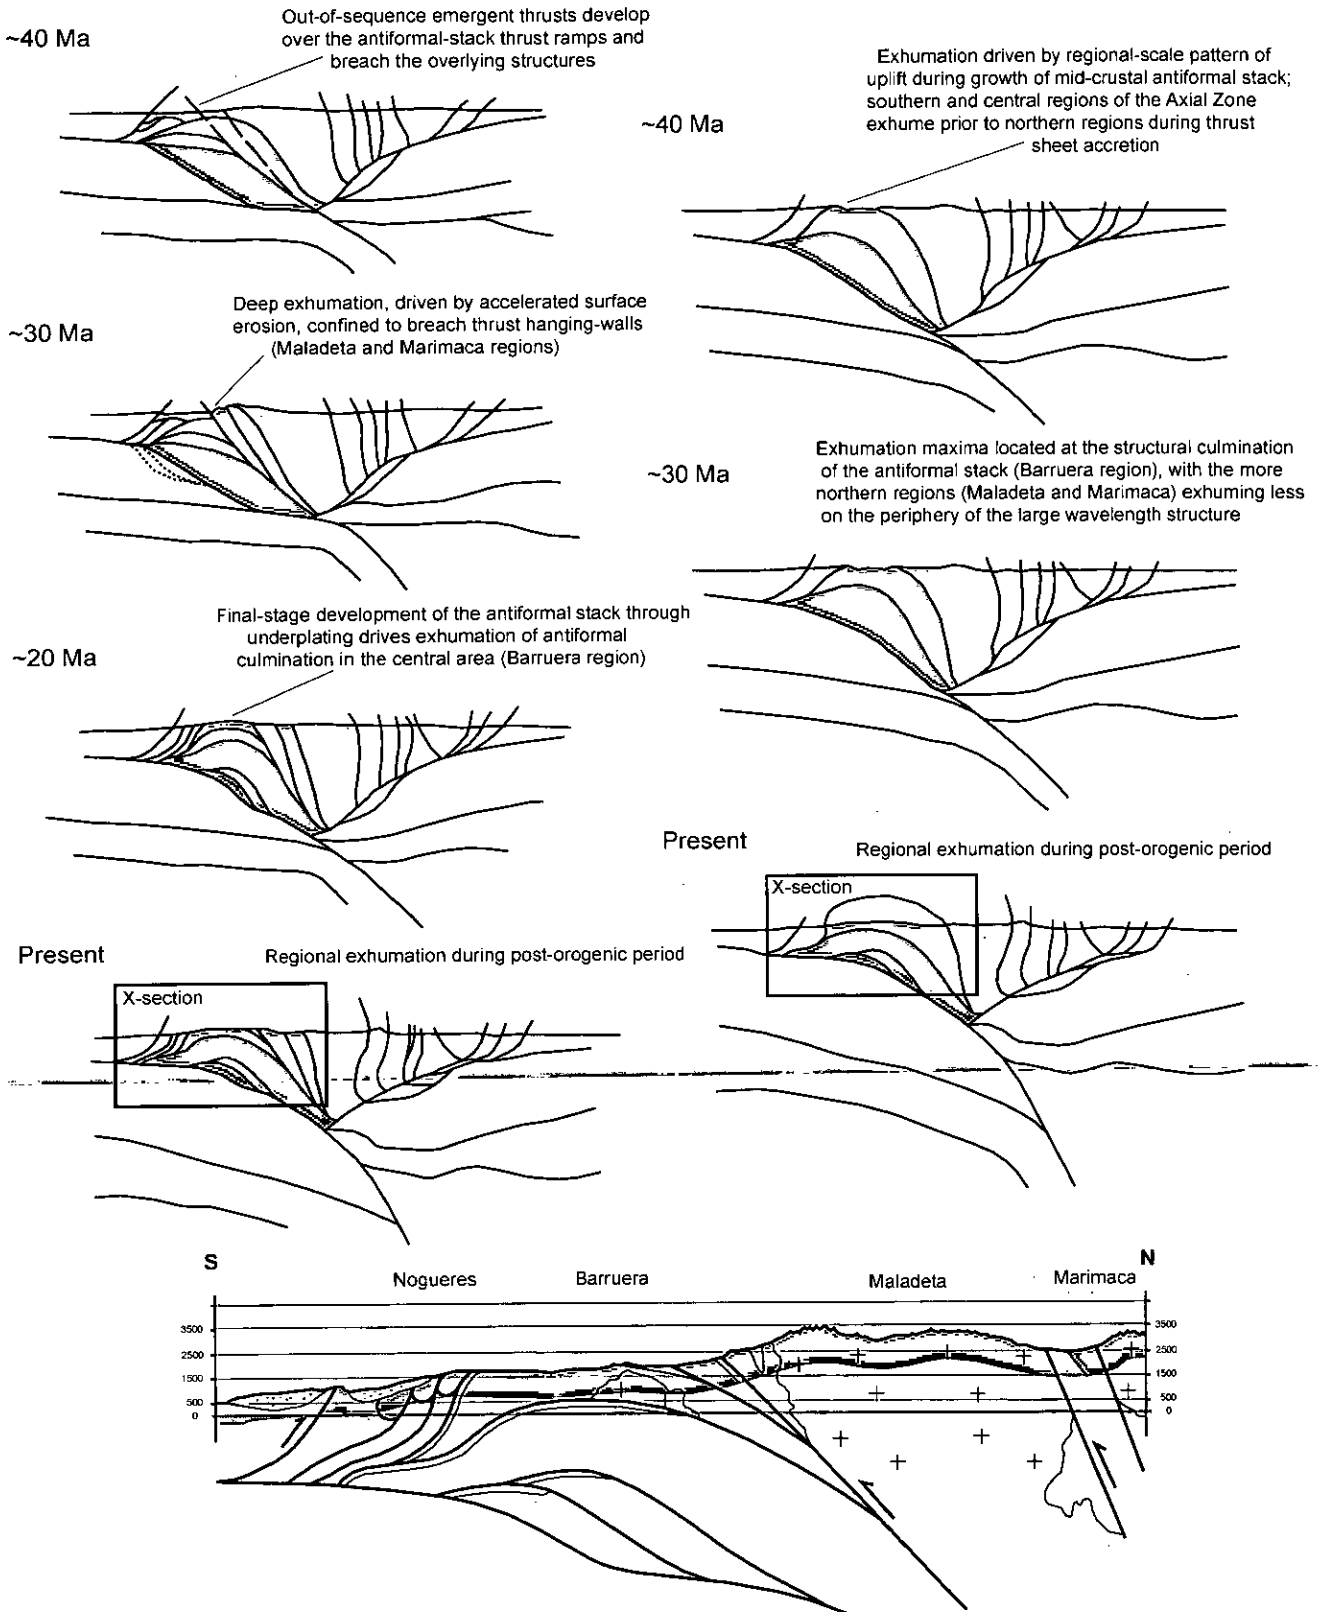 ~40 Ma
Out-of-sequence emergent thrusts develop
over the antiformal-stack thrust ramps and
breach the overlying structures
~30 Ma
Deep exhumation, driven by accelerated surface
erosion, confined to breach thrust hanging-walls
(Maladeta and Marimaca regions)
~20 Ma
Final-stage development of the antiformal stack through
underplating drives exhumation of antiformal
culmination in the central area (Barruera region)
Present
Regional exhumation during post-orogenic period
X-section
~40 Ma
Exhumation driven by regional-scale pattern of
uplift during growth of mid-crustal antiformal stack;
southern and central regions of the Axial Zone
exhume prior to northern regions during thrust
sheet accretion
~30 Ma
Exhumation maxima located at the structural culmination
of the antiformal stack (Barruera region), with the more
northern regions (Maladeta and Marimaca) exhuming less
on the periphery of the large wavelength structure
Present
Regional exhumation during post-orogenic period
X-section
S
N
Nogueres
Barruera
Maladeta
Marimaca
3500
2500
1500
500
0
3500
2500
1500
500
0